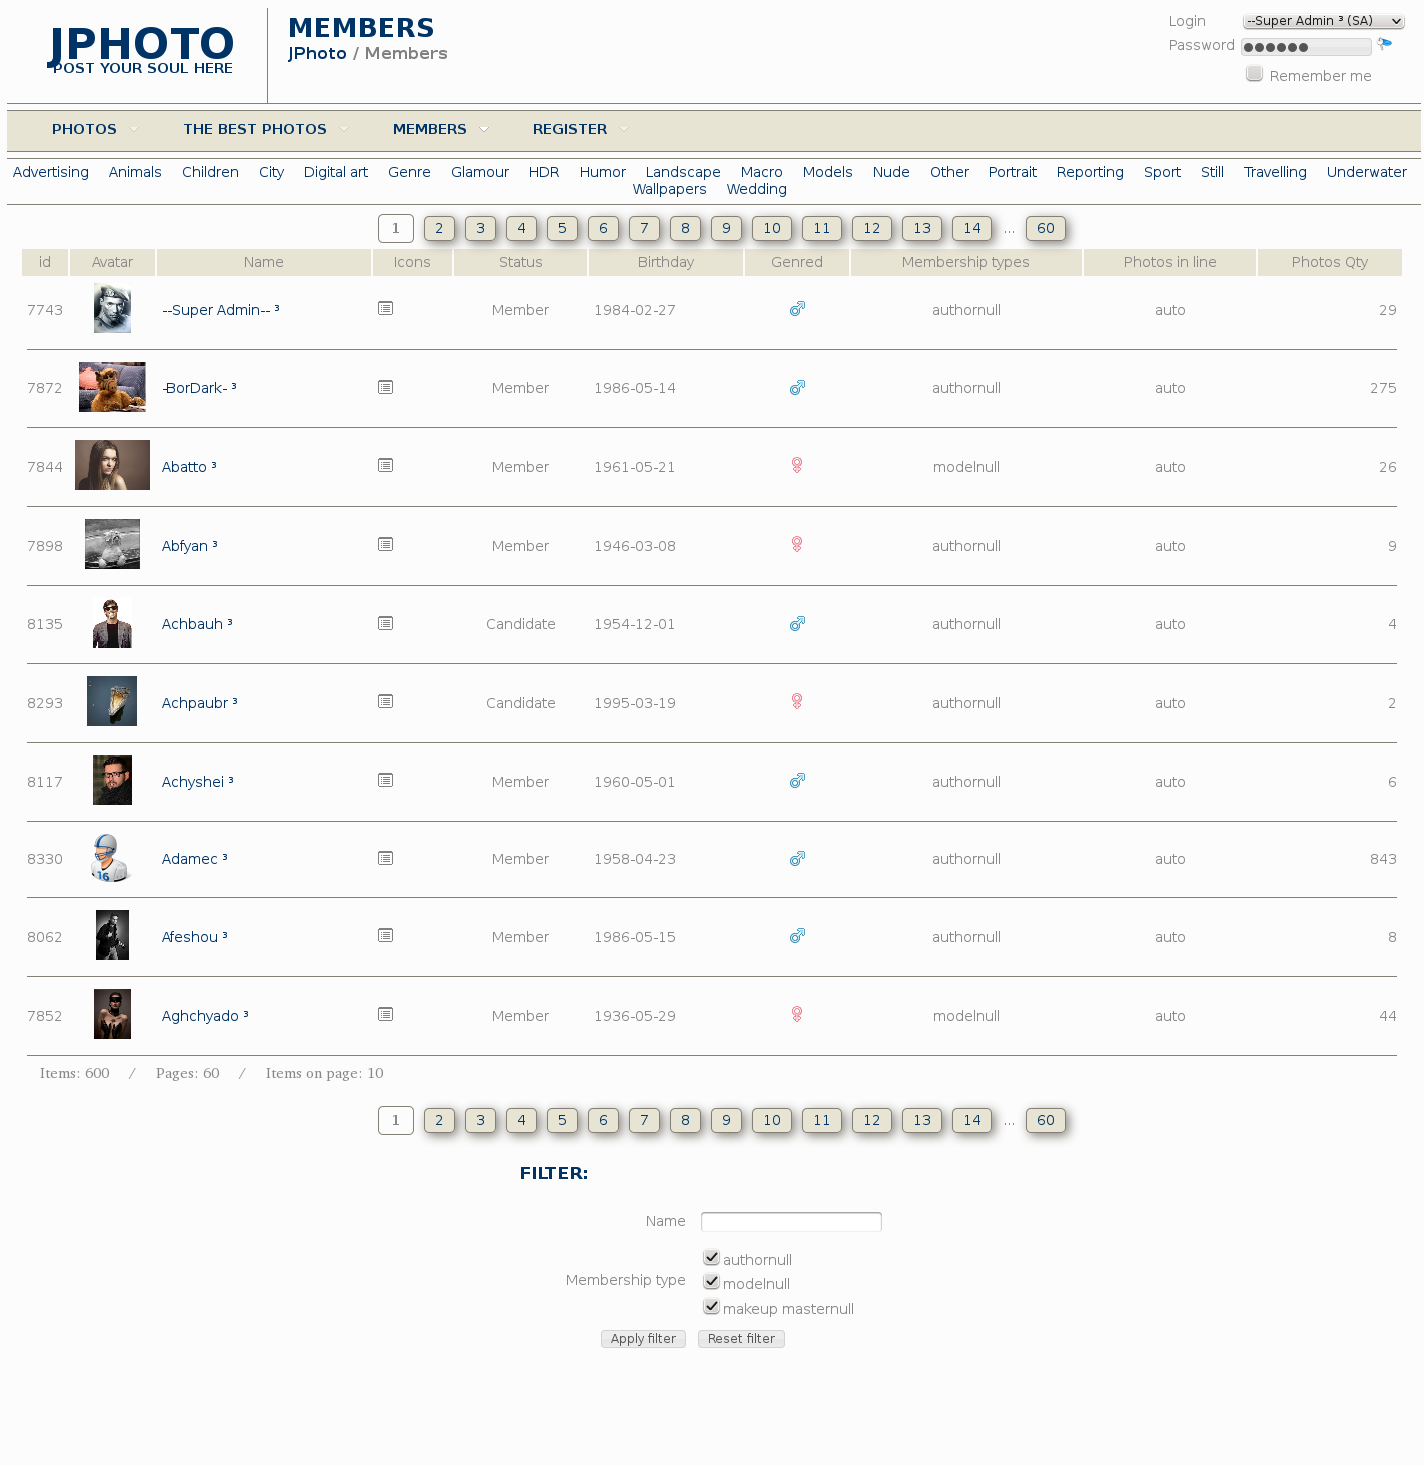 JPHOTO
POST YOUR SOUL HERE
MEMBERS
JPhoto / Members
Login --Super Admin ³ (SA)
Password ●●●●●●
Remember me
PHOTOS THE BEST PHOTOS MEMBERS REGISTER
Advertising Animals Children City Digital art Genre Glamour HDR Humor Landscape Macro Models Nude Other Portrait Reporting Sport Still Travelling Underwater
Wallpapers Wedding
1 2 3 4 5 6 7 8 9 10 11 12 13 14 ... 60
id Avatar Name Icons Status Birthday Genred Membership types Photos in line Photos Qty
7743 --Super Admin-- ³ Member 1984-02-27 authornull auto 29
7872 -BorDark- ³ Member 1986-05-14 authornull auto 275
7844 Abatto ³ Member 1961-05-21 modelnull auto 26
7898 Abfyan ³ Member 1946-03-08 authornull auto 9
8135 Achbauh ³ Candidate 1954-12-01 authornull auto 4
8293 Achpaubr ³ Candidate 1995-03-19 authornull auto 2
8117 Achyshei ³ Member 1960-05-01 authornull auto 6
8330 16 Adamec ³ Member 1958-04-23 authornull auto 843
8062 Afeshou ³ Member 1986-05-15 authornull auto 8
7852 Aghchyado ³ Member 1936-05-29 modelnull auto 44
Items: 600 / Pages: 60 / Items on page: 10
1 2 3 4 5 6 7 8 9 10 11 12 13 14 ... 60
FILTER:
Name
Membership type
authornull
modelnull
makeup masternull
Apply filter Reset filter